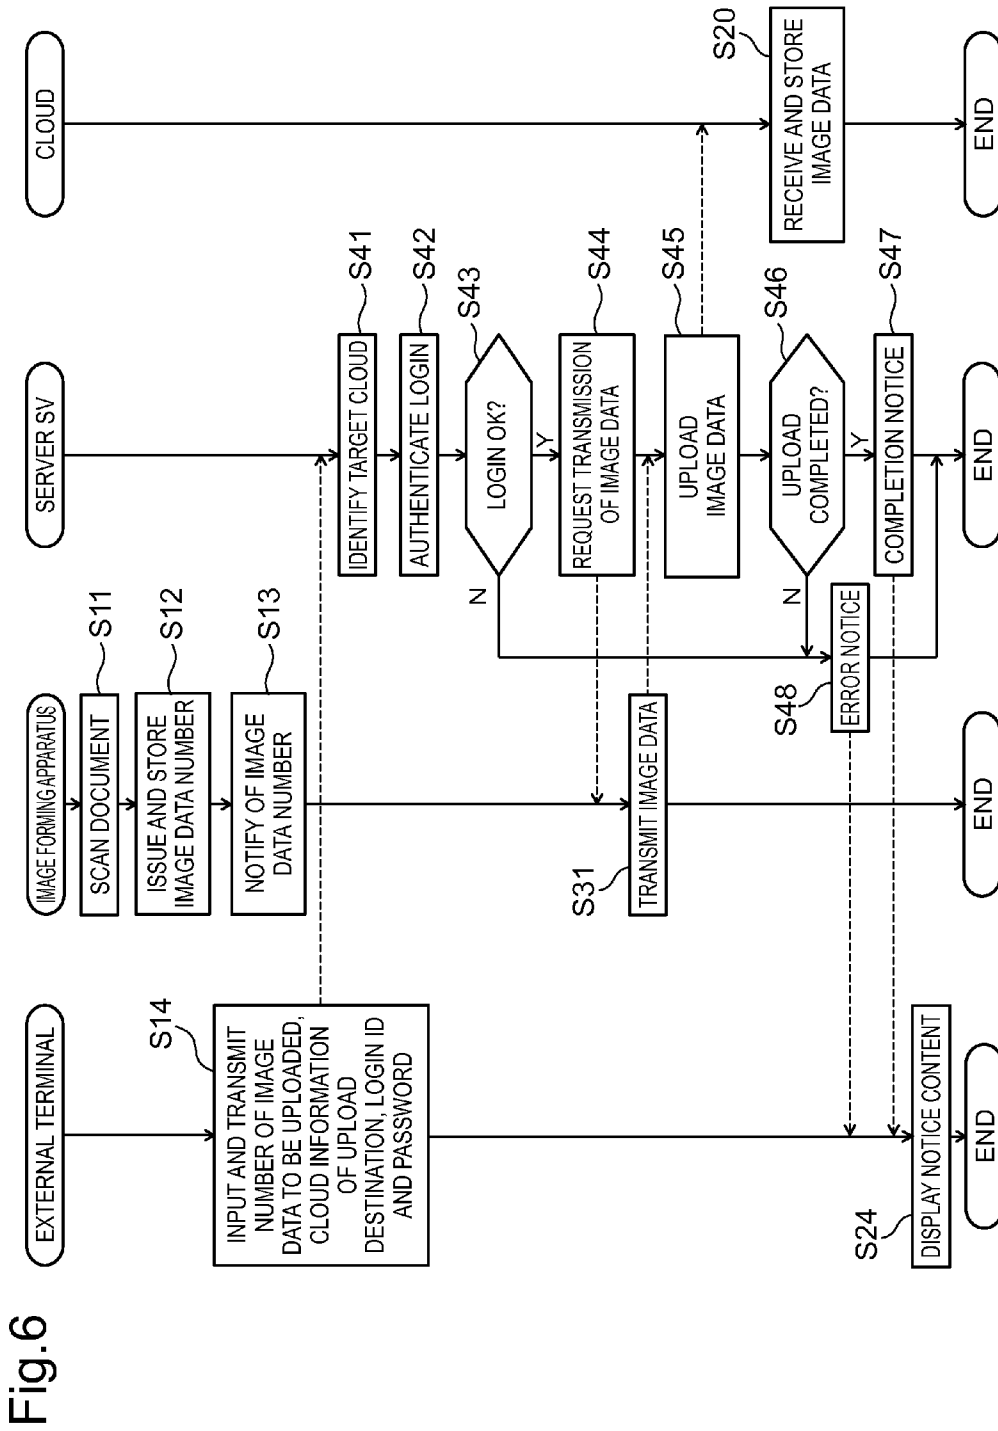 Fig.6
EXTERNAL TERMINAL
IMAGE FORMING APPARATUS
SERVER SV
CLOUD
S11
SCAN DOCUMENT
S12
ISSUE AND STORE
IMAGE DATA NUMBER
S13
NOTIFY OF IMAGE
DATA NUMBER
S14
INPUT AND TRANSMIT
NUMBER OF IMAGE
DATA TO BE UPLOADED,
CLOUD INFORMATION
OF UPLOAD
DESTINATION, LOGIN ID
AND PASSWORD
S41
IDENTIFY TARGET CLOUD
S42
AUTHENTICATE LOGIN
S43
LOGIN OK?
N
Y
S44
REQUEST TRANSMISSION
OF IMAGE DATA
S31
TRANSMIT IMAGE DATA
S45
UPLOAD
IMAGE DATA
S20
RECEIVE AND STORE
IMAGE DATA
S46
UPLOAD
COMPLETED?
N
Y
S48
ERROR NOTICE
S47
COMPLETION NOTICE
S24
DISPLAY NOTICE CONTENT
END
END
END
END